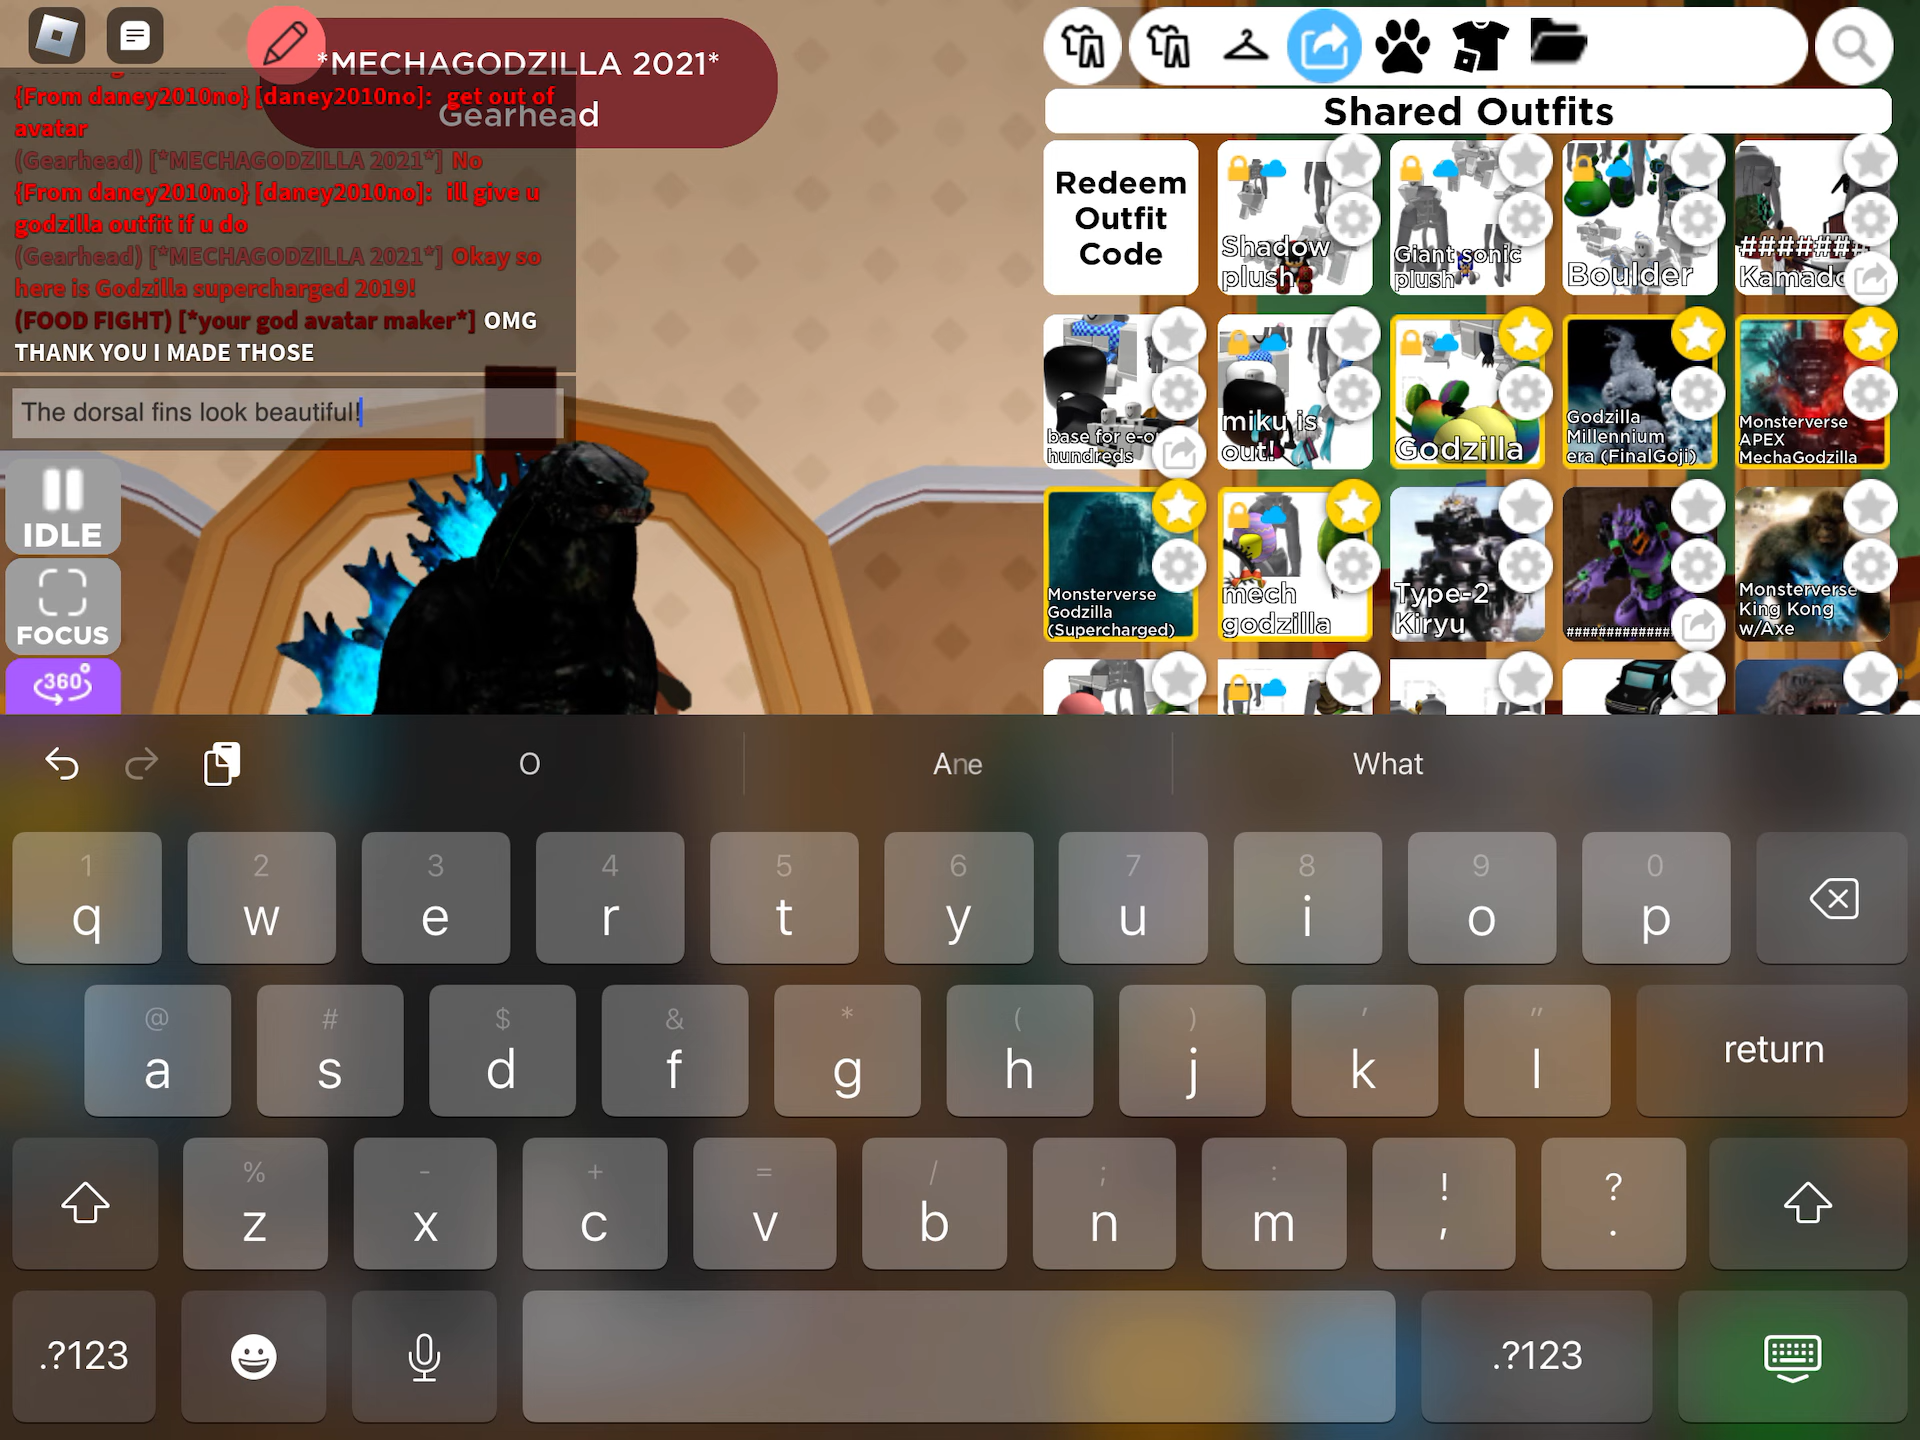 *MECHAGODZILLA 2021*
Gearhead
{From daney2010no} [daney2010no]: get out of
avatar
(Gearhead) [*MECHAGODZILLA 2021*] No
{From daney2010no} [daney2010no]: ill give u
godzilla outfit if u do
(Gearhead) [*MECHAGODZILLA 2021*] Okay so
here is Godzilla supercharged 2019!
(FOOD FIGHT) [*your god avatar maker*] OMG
THANK YOU I MADE THOSE
The dorsal fins look beautiful!
IDLE
FOCUS
360°
Shared Outfits
Redeem
Outfit
Code
Shadow
plush
Giant sonic
plush
Boulder
#######
Kamado
base for e-o
hundreds
miku is
out!
Godzilla
Godzilla
Millennium
era (FinalGoji)
Monsterverse
APEX
MechaGodzilla
Monsterverse
Godzilla
(Supercharged)
mech
godzilla
Type-2
Kiryu
#############
Monsterverse
King Kong
w/Axe
O
Ane
What
1 2 3 4 5 6 7 8 9 0
q w e r t y u i o p
@ # $ & * ( ) ' "
a s d f g h j k l return
% - + = / ; : ! ?
z x c v b n m , .
.?123
.?123